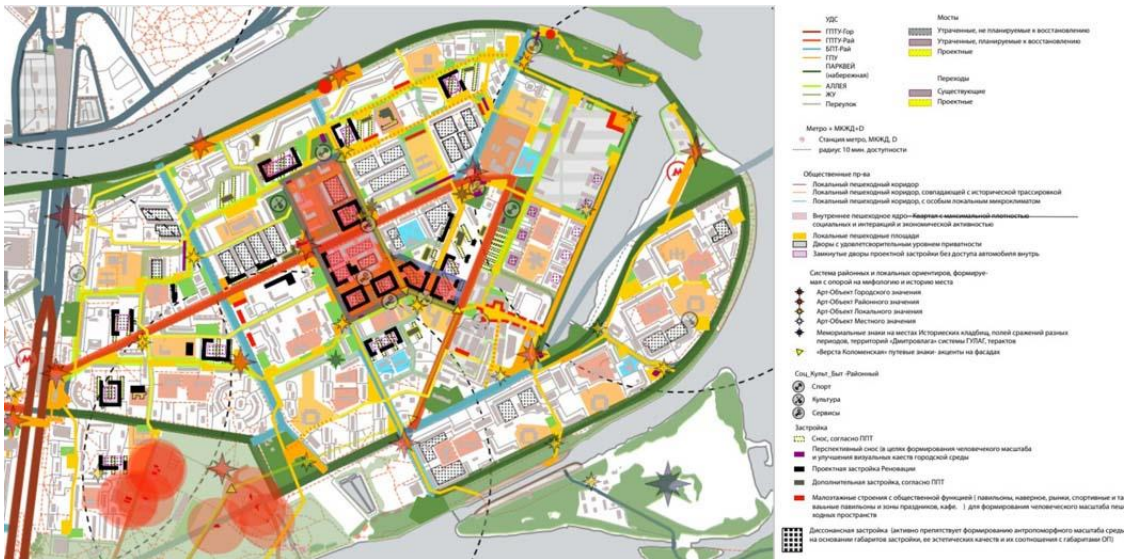 УДС
ГПТУ-Гор
ГПТУ-Рай
БПТ-Рай
ГПУ
ПАРКВЕЙ
(набережная)
АЛЛЕЯ
ЖУ
Переулок
Мосты
Утраченные, не планируемые к восстановлению
Утраченные, планируемые к восстановлению
Проектные
Переходы
Существующие
Проектные
Метро + МКЖД+D
Станция метро, МКЖД, D
радиус 10 мин. доступности
Общественные пр-ва
Локальный пешеходный коридор
Локальный пешеходный коридор, совпадающей с исторической трассировкой
Локальный пешеходный коридор, с особым локальным микроклиматом
Внутреннее пешеходное ядро- Квартал с максимальной плотностью
социальных и интеракций и экономической активностью
Локальные пешеходные площади
Дворы с удовлетворительным уровнем приватности
Замкнутые дворы проектной застройки без доступа автомобиля внутрь
Система районных и локальных ориентиров, формируе-
мая с опорой на мифологию и историю места
Арт-Объект Городского значения
Арт-Объект Районного значения
Арт-Объект Локального значения
Арт-Объект Местного значения
Мемориальные знаки на местах Исторических кладбищ, полей сражений разных
периодов, территорий «Дмитровлага» системы ГУЛАГ, терактов
«Верста Коломенская» путевые знаки- акценты на фасадах
Соц_Культ_Быт -Районный
Спорт
Культура
Сервисы
Застройка
Снос, согласно ППТ
Перспективный снос (в целях формирования человеческого масштаба
и улучшения визуальных качеств городской среды
Проектная застройка Реновации
Дополнительная застройка, согласно ППТ
Малоэтажные строения с общественной функцией ( павильоны, наверное, рынки, спортивные и та
вальные павильоны и зоны праздников, кафе, ) для формирования человеческого масштаба пеш
ходных пространств
Диссонансная застройка (активно препятствует формированию антропоморфного масштаба среды
на основании габаритов застройки, ее эстетических качеств и их соотношения с габаритами ОП)